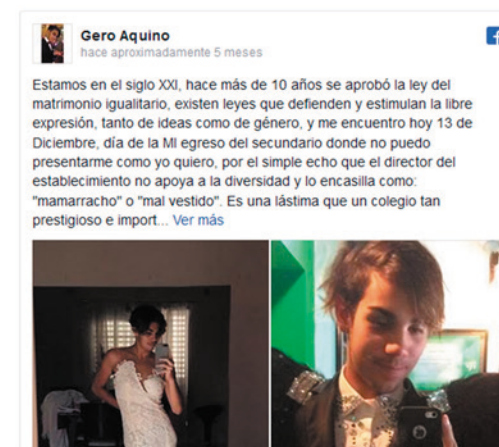 Gero Aquino
hace aproximadamente 5 meses
Estamos en el siglo XXI, hace más de 10 años se aprobó la ley del
matrimonio igualitario, existen leyes que defienden y estimulan la libre
expresión, tanto de ideas como de género, y me encuentro hoy 13 de
Diciembre, día de la MI egreso del secundario donde no puedo
presentarme como yo quiero, por el simple echo que el director del
establecimiento no apoya a la diversidad y lo encasilla como:
"mamarracho" o "mal vestido". Es una lástima que un colegio tan
prestigioso e import... Ver más